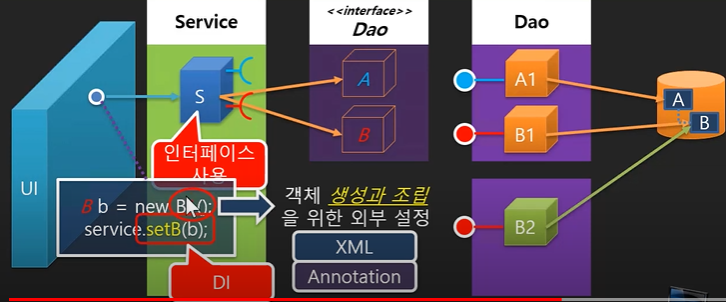 Service
<<interface>>
Dao
Dao
UI
S
A
B
A1
B1
B2
A
B
인터페이스
사용
B b = new B
service.setB(b);
DI
객체 생성과 조립
을 위한 외부 설정
XML
Annotation